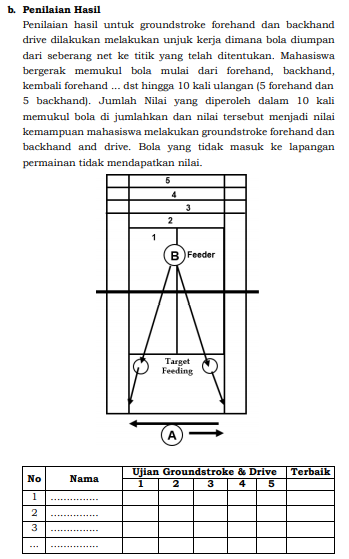 b. Penilaian Hasil
Penilaian hasil untuk groundstroke forehand dan backhand
drive dilakukan melakukan unjuk kerja dimana bola diumpan
dari seberang net ke titik yang telah ditentukan. Mahasiswa
bergerak memukul bola mulai dari forehand, backhand,
kembali forehand ... dst hingga 10 kali ulangan (5 forehand dan
5 backhand). Jumlah Nilai yang diperoleh dalam 10 kali
memukul bola di jumlahkan dan nilai tersebut menjadi nilai
kemampuan mahasiswa melakukan groundstroke forehand dan
backhand and drive. Bola yang tidak masuk ke lapangan
permainan tidak mendapatkan nilai.
5
4
3
2
1
B Feeder
Target
Feeding
A
No Nama Ujian Groundstroke & Drive Terbaik
1 2 3 4 5
1 ...............
2 ...............
3 ...............
... ...............